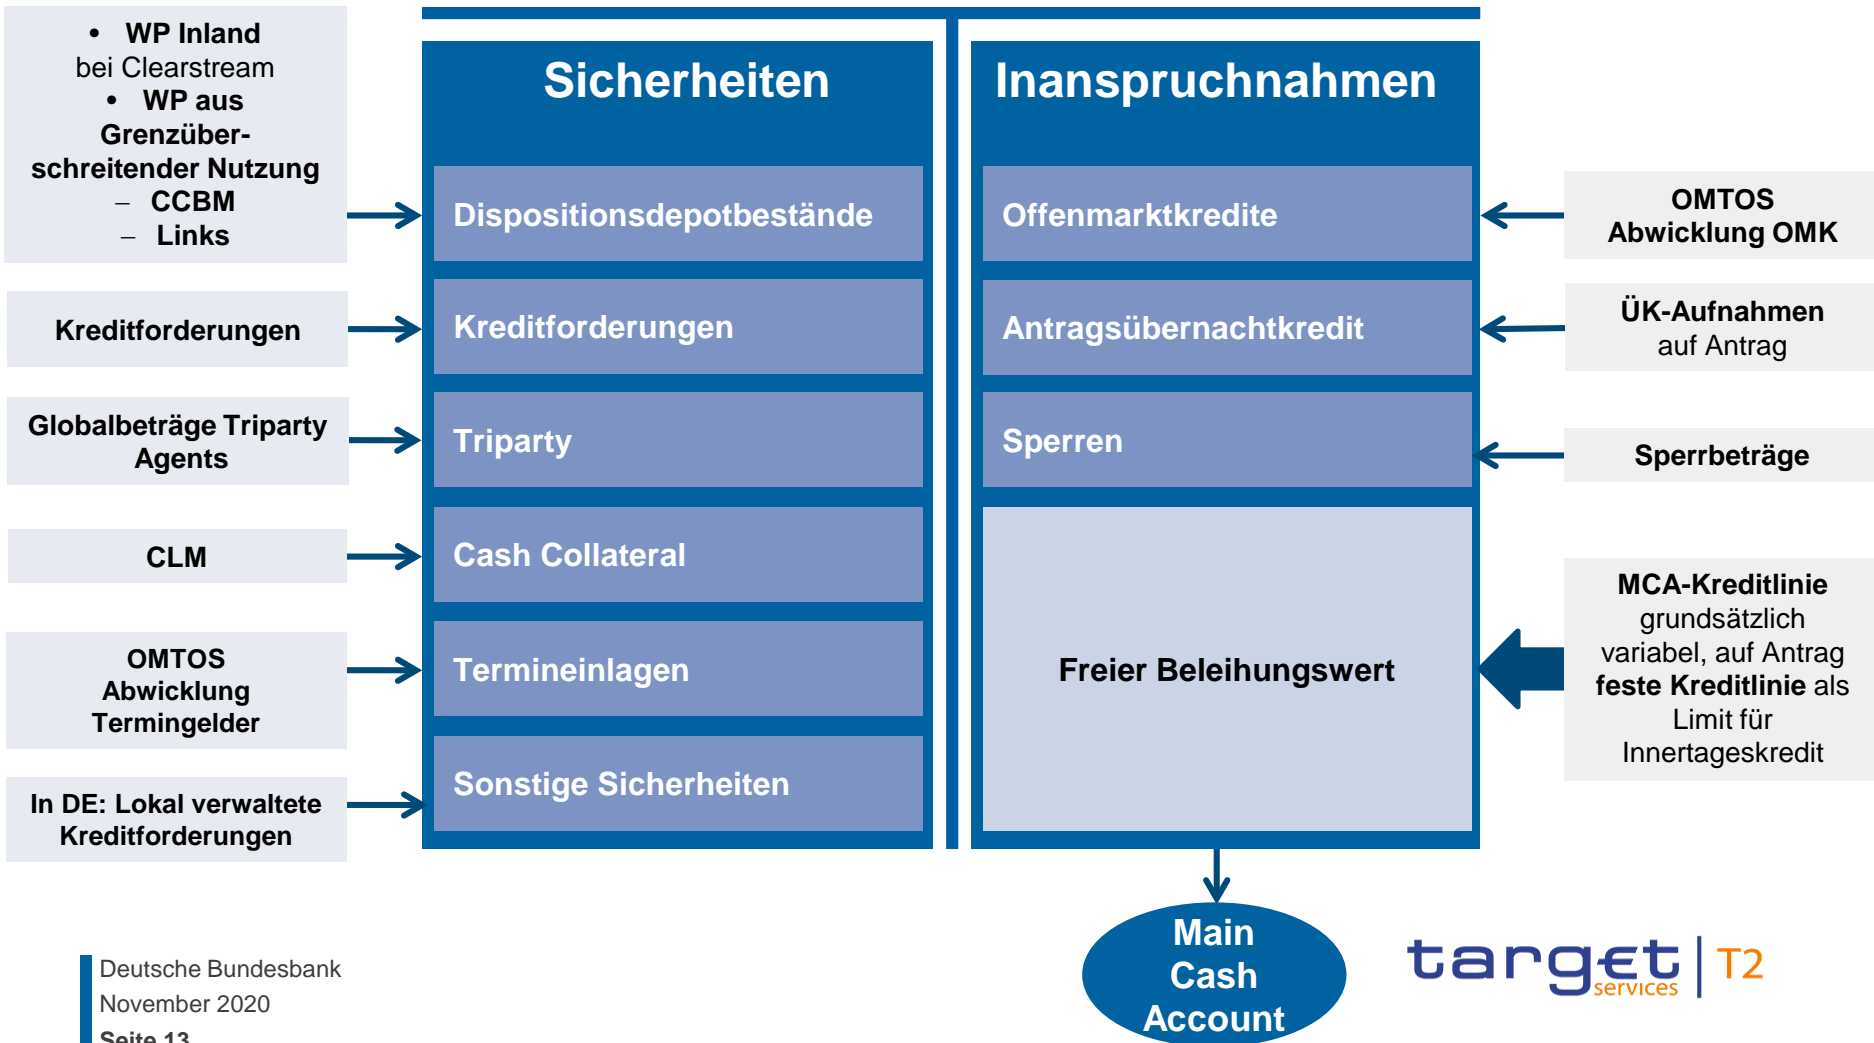 • WP Inland
bei Clearstream
• WP aus
Grenzüber-
schreitender Nutzung
– CCBM
– Links
Kreditforderungen
Globalbeträge Triparty
Agents
CLM
OMTOS
Abwicklung
Termingelder
In DE: Lokal verwaltete
Kreditforderungen
Sicherheiten
Dispositionsdepotbestände
Kreditforderungen
Triparty
Cash Collateral
Termineinlagen
Sonstige Sicherheiten
Inanspruchnahmen
Offenmarktkredite
Antragsübernachtkredit
Sperren
Freier Beleihungswert
OMTOS
Abwicklung OMK
ÜK-Aufnahmen
auf Antrag
Sperrbeträge
MCA-Kreditlinie
grundsätzlich
variabel, auf Antrag
feste Kreditlinie als
Limit für
Innertageskredit
Main
Cash
Account
Deutsche Bundesbank
November 2020
Seite 13
target | T2
services